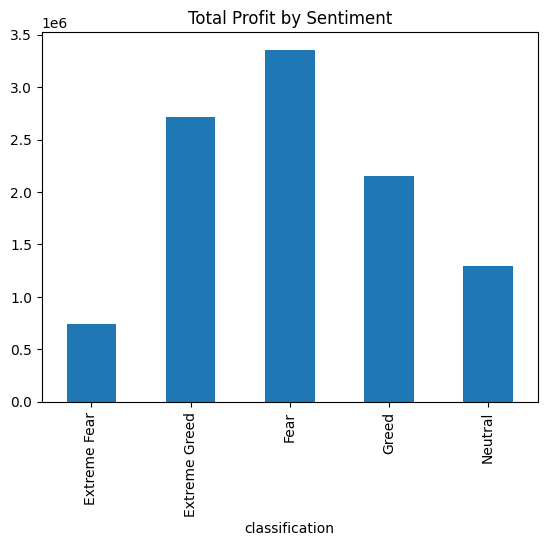 Total Profit by Sentiment
1e6
3.5
3.0
2.5
2.0
1.5
1.0
0.5
0.0
Extreme Fear
Extreme Greed
Fear
Greed
Neutral
classification